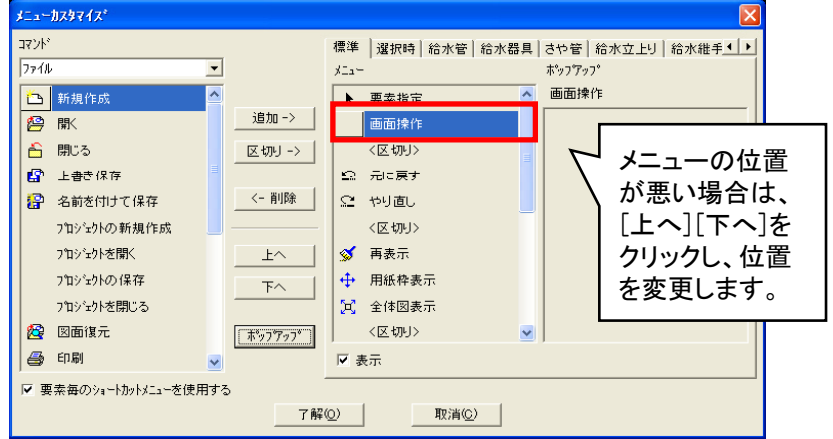 メニューカスタマイズ
コマンド
ファイル
新規作成
開く
閉じる
上書き保存
名前を付けて保存
プロジェクトの新規作成
プロジェクトを開く
プロジェクトの保存
プロジェクトを閉じる
図面復元
印刷
追加 ->
区切り ->
<- 削除
上へ
下へ
ポップアップ
標準 選択時 給水管 給水器具 さや管 給水立上り 給水継手
メニュー
要素指定
画面操作
<区切り>
元に戻す
やり直し
<区切り>
再表示
用紙枠表示
全体図表示
<区切り>
表示
ポップアップ
画面操作
メニューの位置
が悪い場合は、
[上へ][下へ]を
クリックし、位置
を変更します。
要素毎のショートカットメニューを使用する
了解(O)
取消(C)